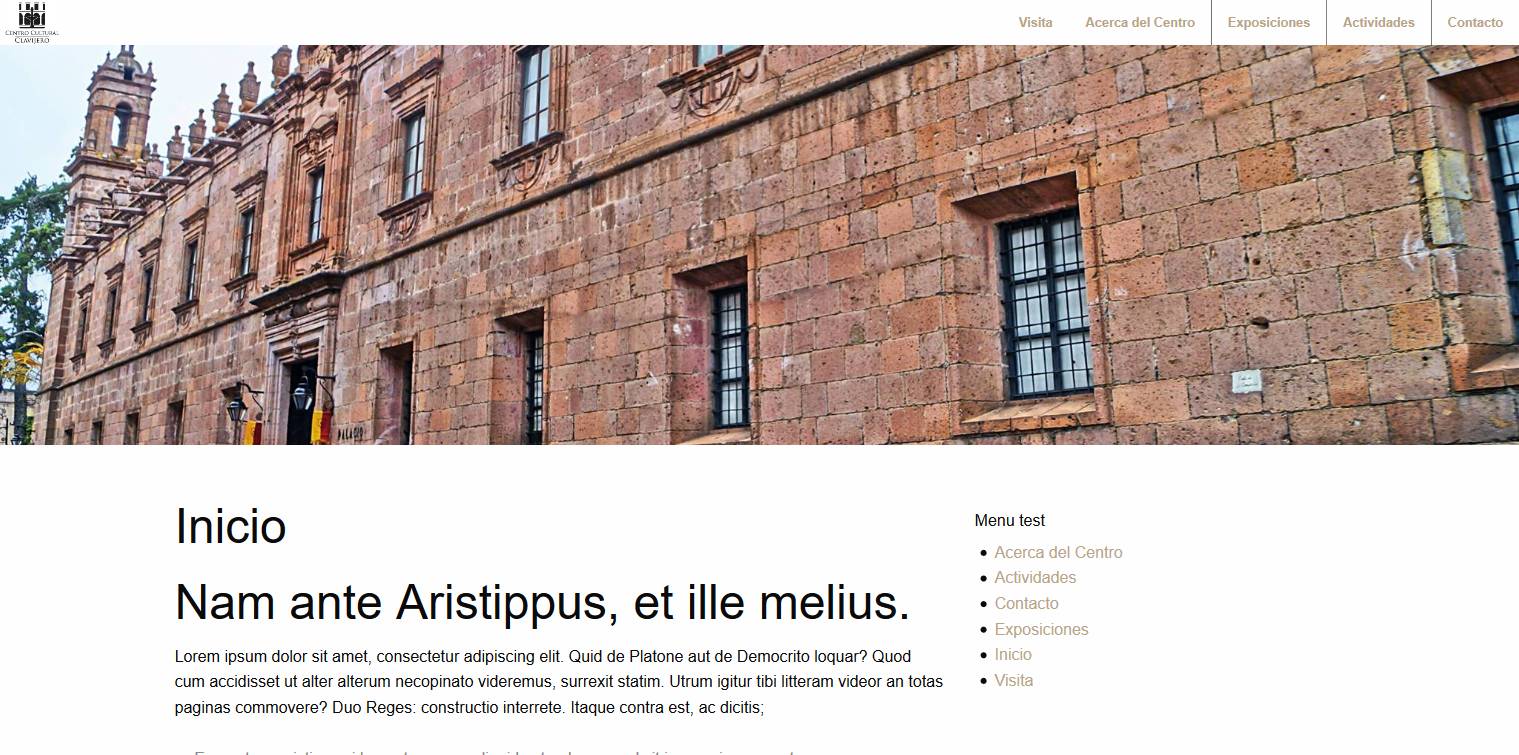 CENTRO CULTURAL
CLAVIJERO
Visita
Acerca del Centro
Exposiciones
Actividades
Contacto
PALACIO
Inicio
Nam ante Aristippus, et ille melius.
Lorem ipsum dolor sit amet, consectetur adipiscing elit. Quid de Platone aut de Democrito loquar? Quod
cum accidisset ut alter alterum necopinato videremus, surrexit statim. Utrum igitur tibi litteram videor an totas
paginas commovere? Duo Reges: constructio interrete. Itaque contra est, ac dicitis;
Menu test
Acerca del Centro
Actividades
Contacto
Exposiciones
Inicio
Visita